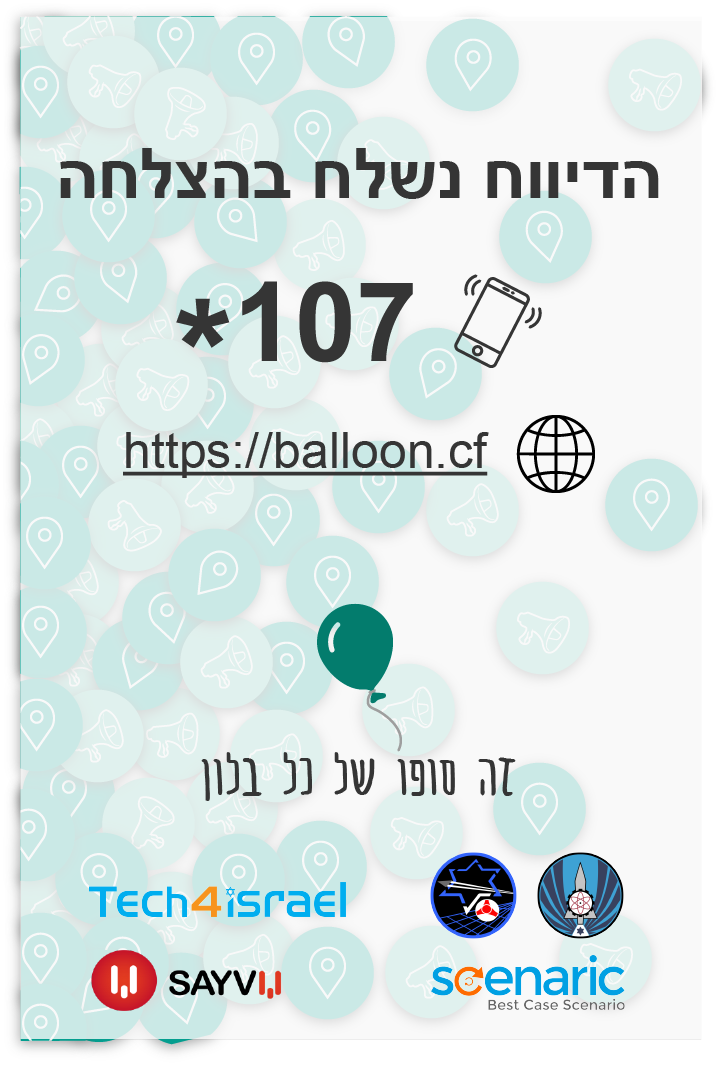 הדיווח נשלח בהצלחה
*107
https://balloon.cf
זה סופו של כל בלון
Tech4israel
SAYVU
scenaric
Best Case Scenario